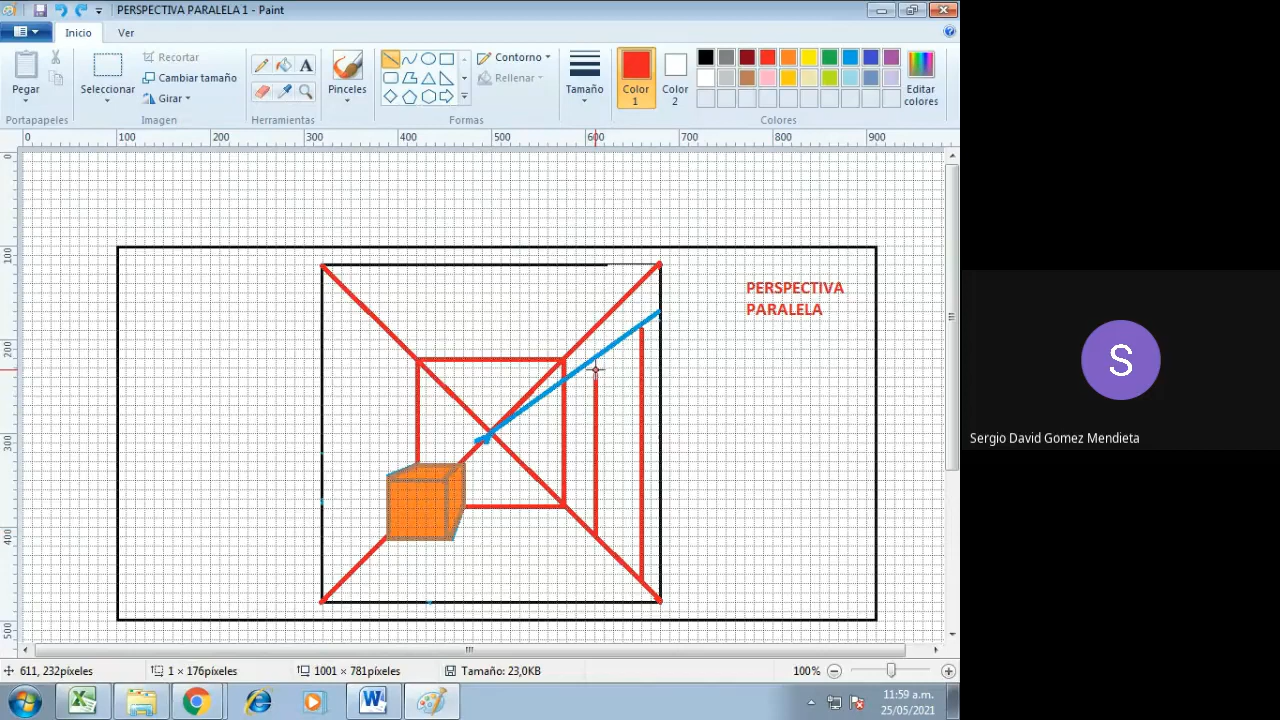 PERSPECTIVA PARALELA 1 - Paint
Inicio
Ver
Pegar
Seleccionar
Recortar
Cambiar tamaño
Girar
A
Pinceles
Contorno
Rellenar
Tamaño
Color
1
Color
2
Editar
colores
Portapapeles
Imagen
Herramientas
Formas
Colores
0
100
200
300
400
500
600
700
800
900
0
100
200
300
400
500
PERSPECTIVA
PARALELA
S
Sergio David Gomez Mendieta
611, 232píxeles
1 × 176píxeles
1001 × 781píxeles
Tamaño: 23,0KB
100%
11:59 a.m.
25/05/2021